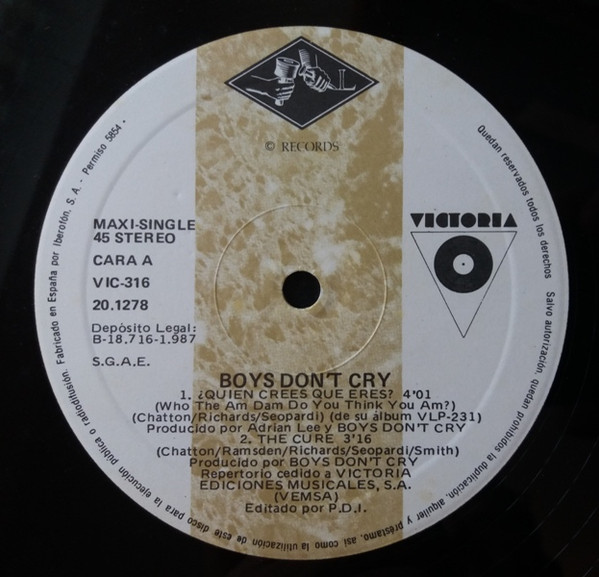 © RECORDS
MAXI-SINGLE
45 STEREO
CARA A
VIC-316
20.1278
Depósito Legal:
B-18.716-1.987
S.G.A.E.
VICTORIA
BOYS DON'T CRY
1. ¿QUIEN CREES QUE ERES? 4'01
(Who The Am Dam Do You Think You Am?)
(Chatton/Richards/Seopardi) (de su álbum VLP-231)
Producido por Adrian Lee y BOYS DON'T CRY
2. THE CURE 3'16
(Chatton/Ramsden/Richards/Seopardi/Smith)
Producido por BOYS DON'T CRY
Repertorio cedido a VICTORIA
EDICIONES MUSICALES, S.A.
(VEMSA)
Editado por P.D.I.
Fabricado en España por Iberofón, S.A. - Permiso 5854 -
Quedan reservados todos los derechos Salvo autorización, quedan prohibidos la duplicación, alquiler y préstamo, así como la utilización de este disco para la ejecución pública o radiodifusión.